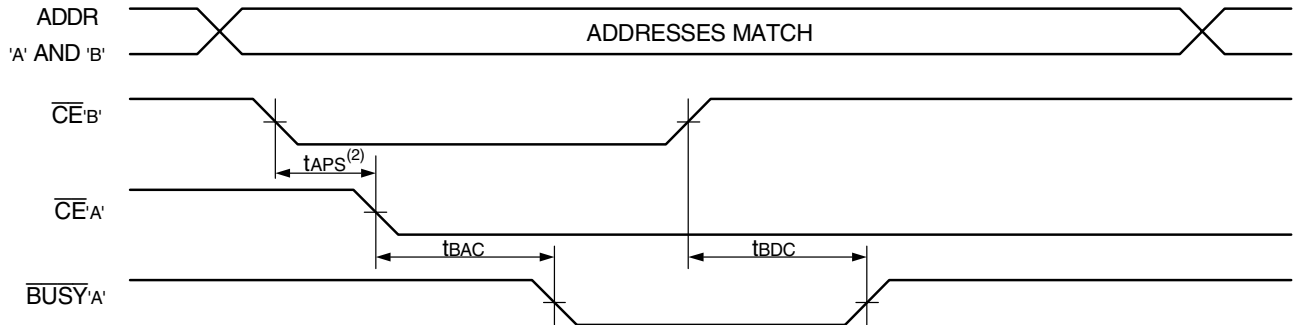 ADDR
'A' AND 'B'
ADDRESSES MATCH
CE'B'
tAPS(2)
CE'A'
tBAC
tBDC
BUSY'A'